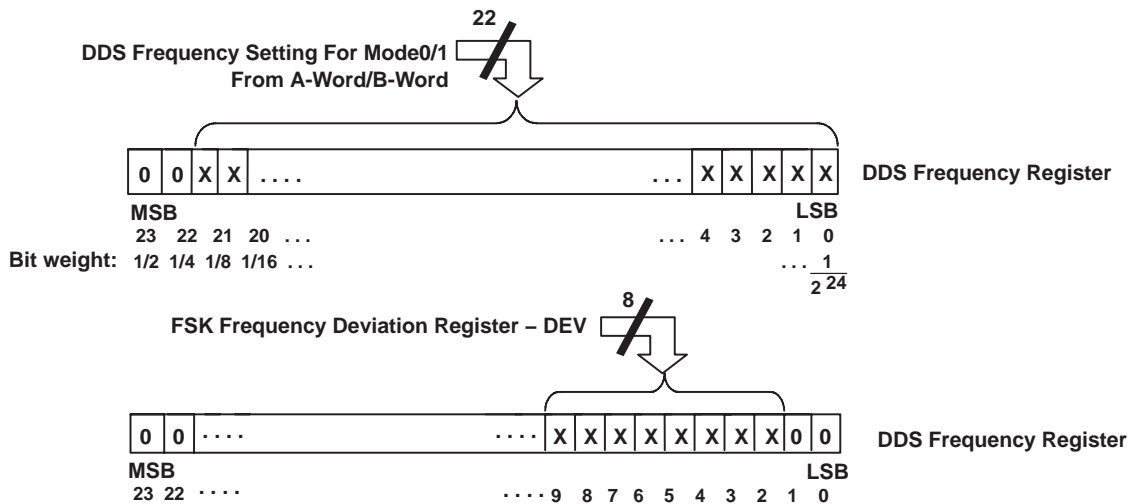 22
DDS Frequency Setting For Mode0/1
From A-Word/B-Word
0 0 X X .... ... X X X X X DDS Frequency Register
MSB LSB
23 22 21 20 ... ... 4 3 2 1 0
Bit weight: 1/2 1/4 1/8 1/16 ... ... 1
2 24
8
FSK Frequency Deviation Register – DEV
0 0 .... .... X X X X X X X X 0 0 DDS Frequency Register
MSB LSB
23 22 .... .... 9 8 7 6 5 4 3 2 1 0